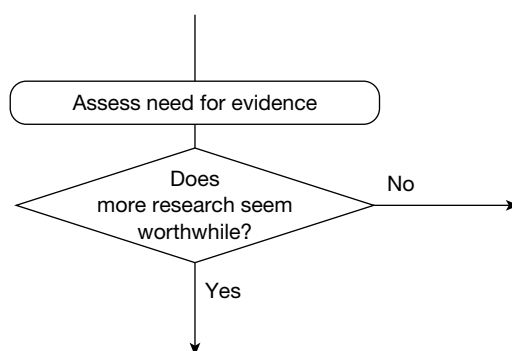 Assess need for evidence
Does
more research seem
worthwhile?
No
Yes